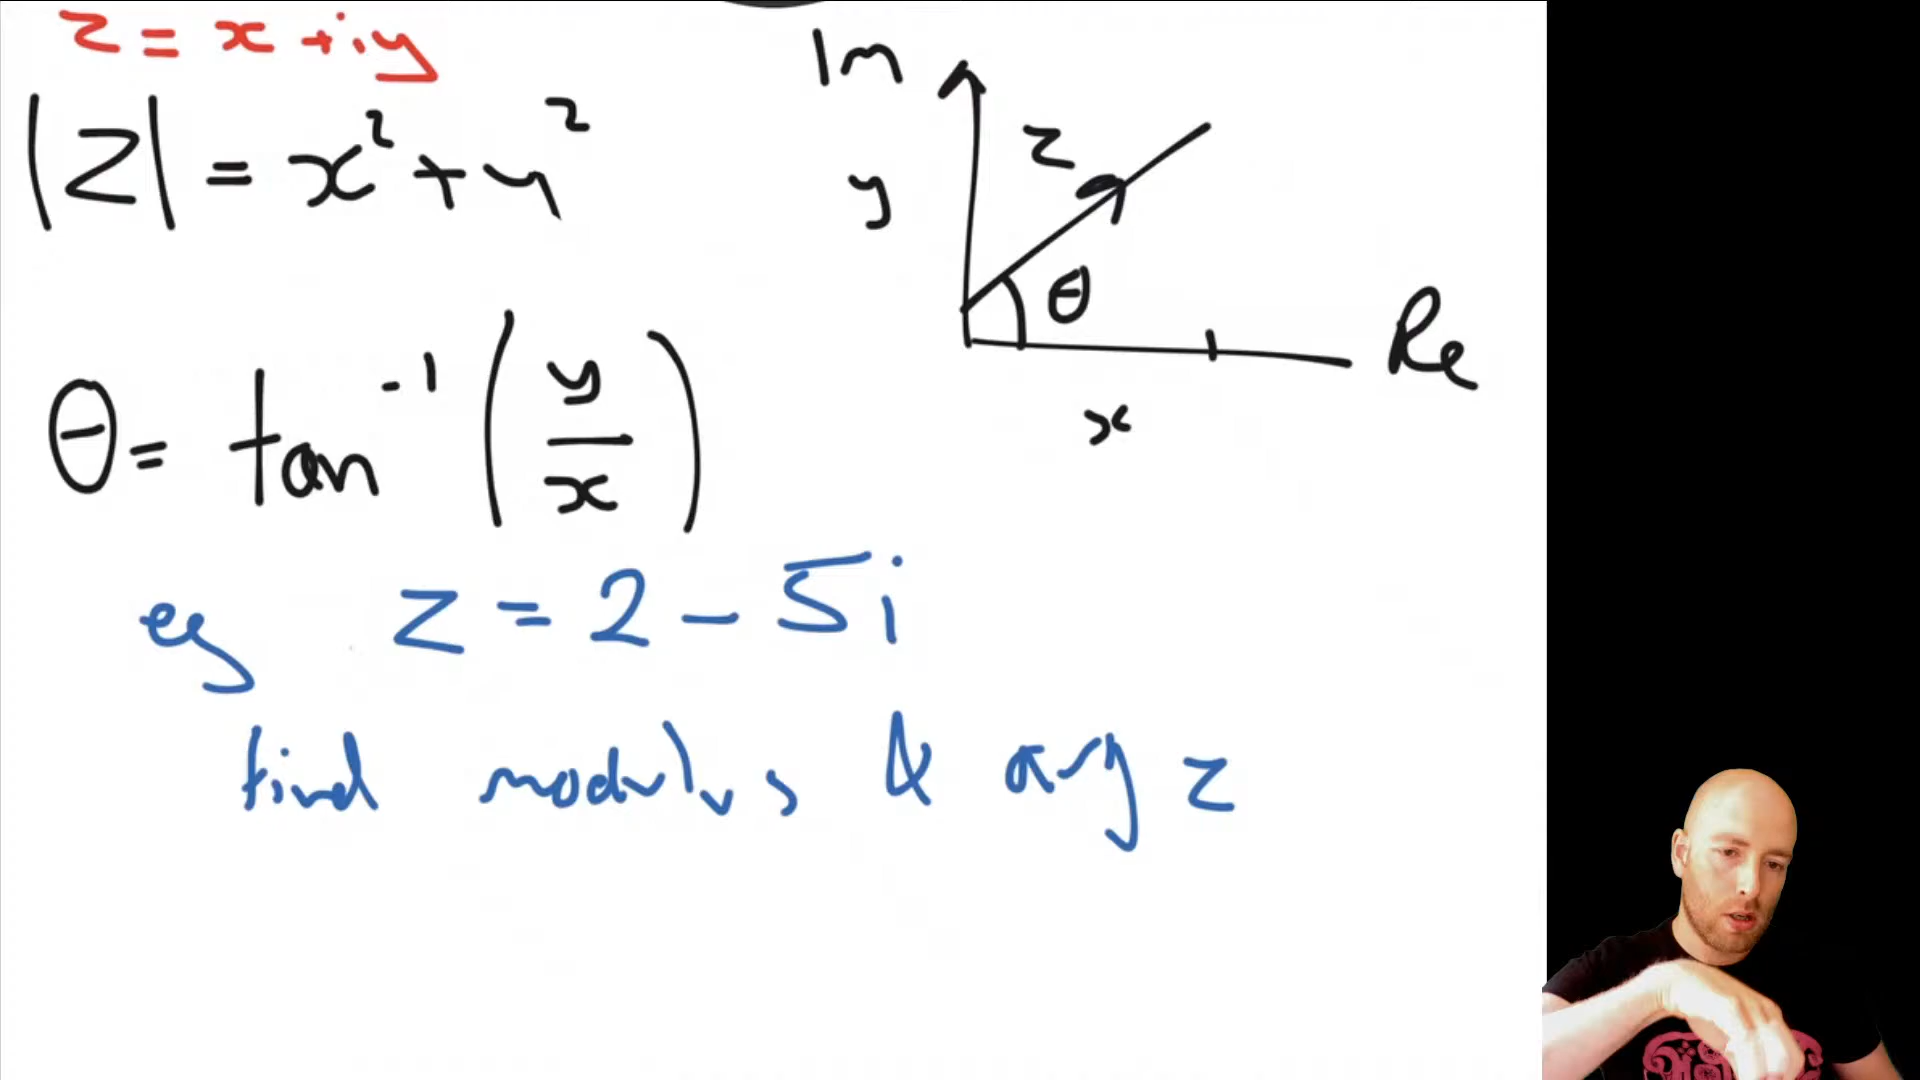 z = x + iy
|z| = x² + y²
θ = tan⁻¹ (y/x)
Im
y
z
θ
Re
x
eg z = 2 - 5i
find modulus & arg z